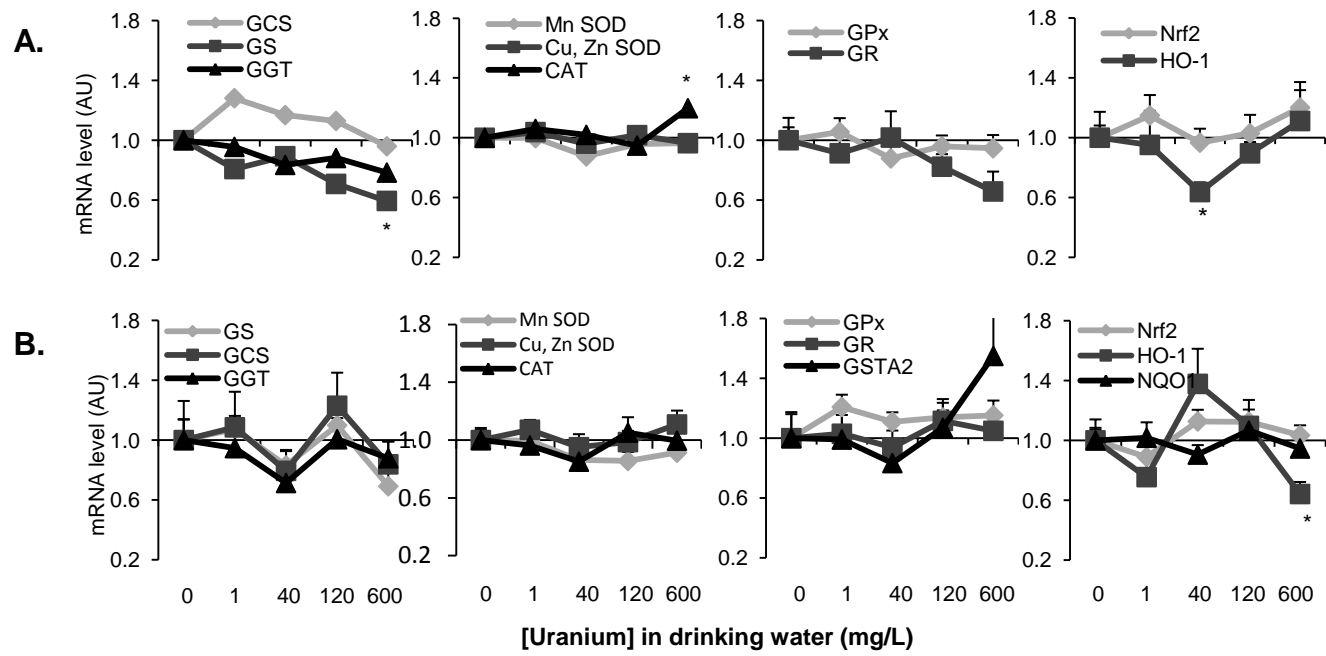 A.
mRNA level (AU)
1.8
1.4
1.0
0.6
0.2
GCS
GS
GGT
*
1.8
1.4
1.0
0.6
0.2
Mn SOD
Cu, Zn SOD
CAT
*
1.8
1.4
1.0
0.6
0.2
GPx
GR
1.8
1.4
1.0
0.6
0.2
Nrf2
HO-1
*
B.
mRNA level (AU)
1.8
1.4
1.0
0.6
0.2
GS
GCS
GGT
0 1 40 120 600
1.8
1.4
1.0
0.6
0.2
Mn SOD
Cu, Zn SOD
CAT
0 1 40 120 600
1.8
1.4
1.0
0.6
0.2
GPx
GR
GSTA2
0 1 40 120 600
1.8
1.4
1.0
0.6
0.2
Nrf2
HO-1
NQO1
*
0 1 40 120 600
[Uranium] in drinking water (mg/L)